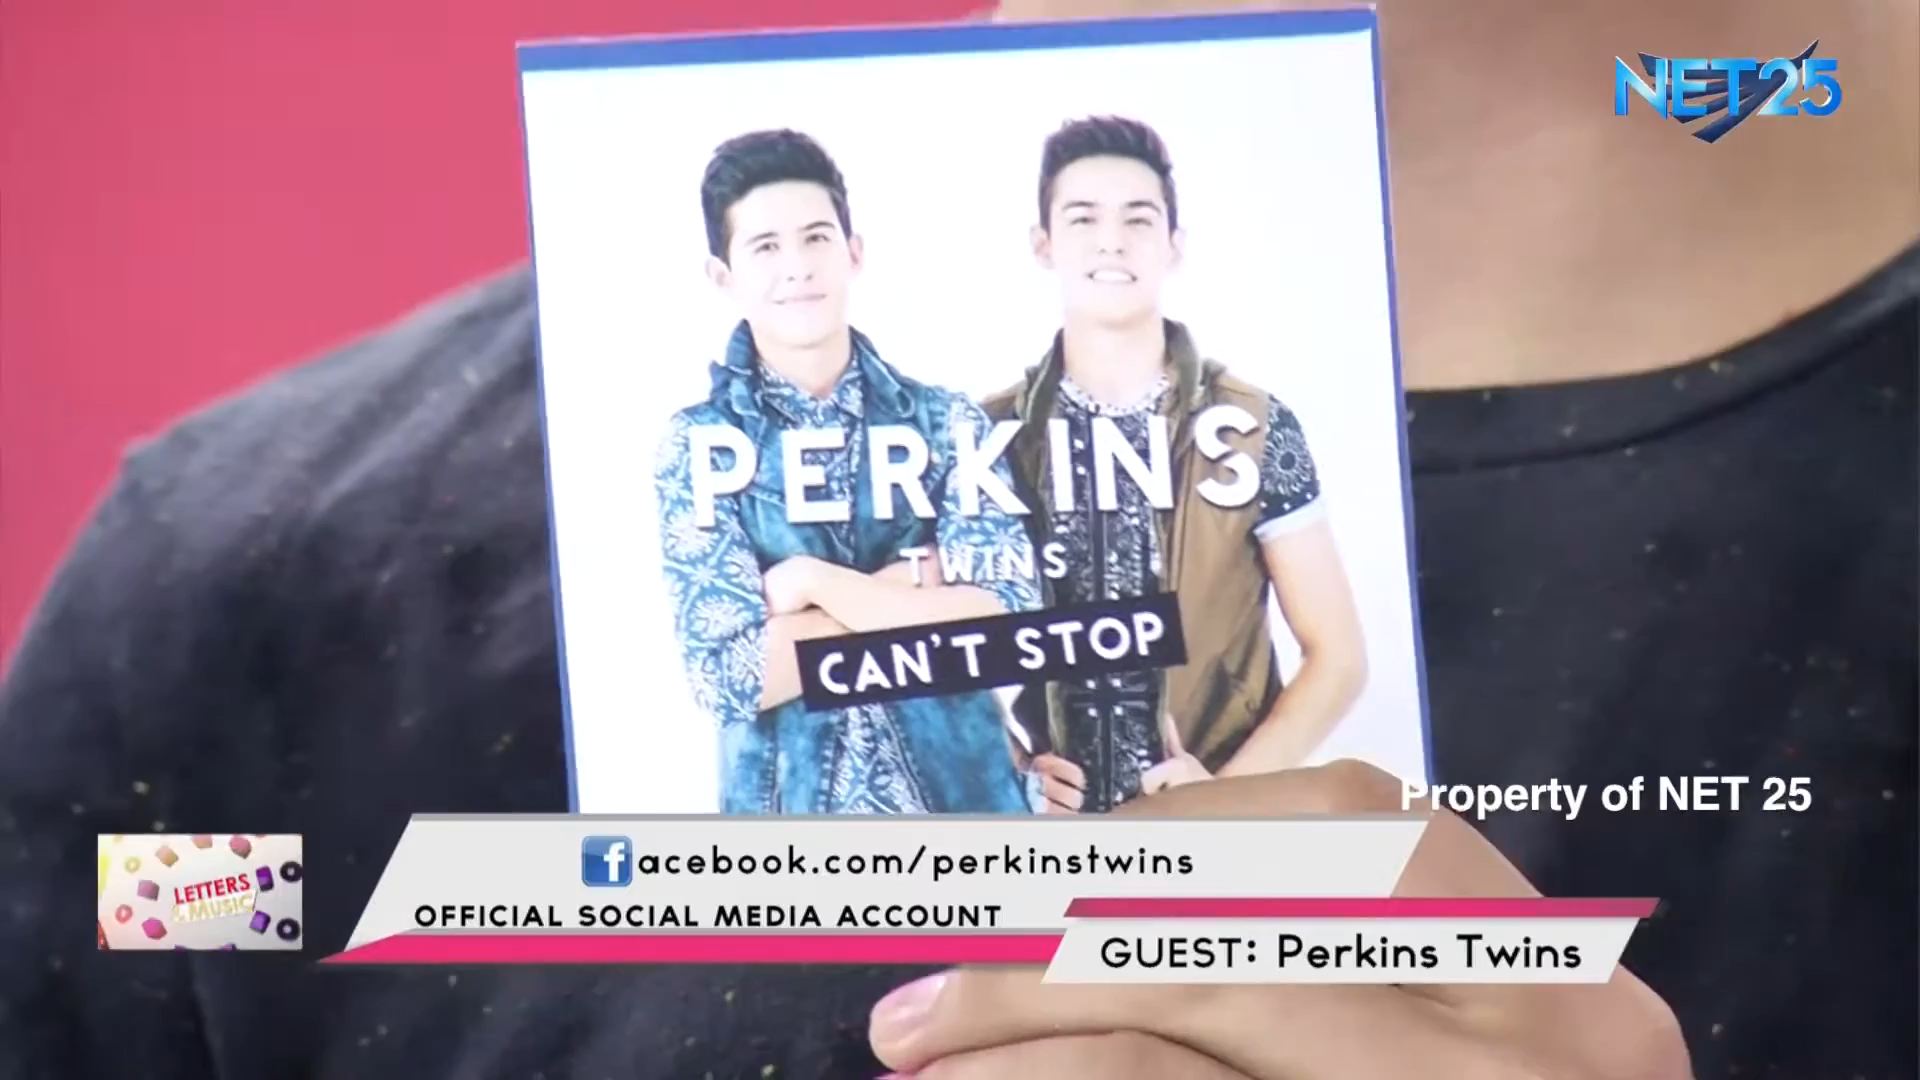 NET25
PERKINS
TWINS
CAN'T STOP
Property of NET 25
facebook.com/perkinstwins
LETTERS
& MUSIC
OFFICIAL SOCIAL MEDIA ACCOUNT
GUEST: Perkins Twins